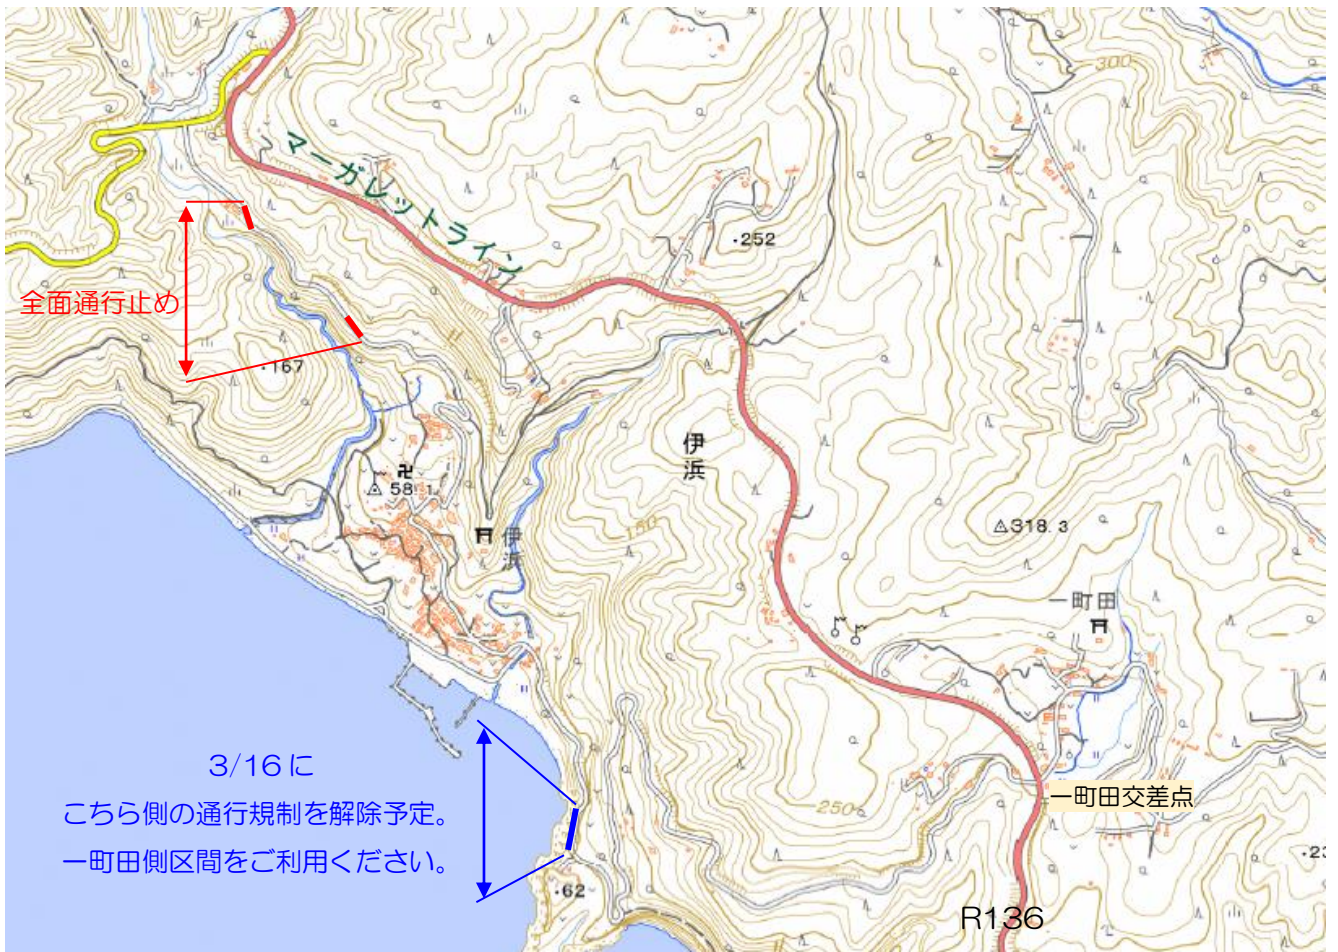 300
マーガレットライン
・252
全面通行止め
・167
伊浜
58.1
伊浜
150
318.3
一町田
3/16に
こちら側の通行規制を解除予定。
一町田側区間をご利用ください。
250
一町田交差点
・62
R136